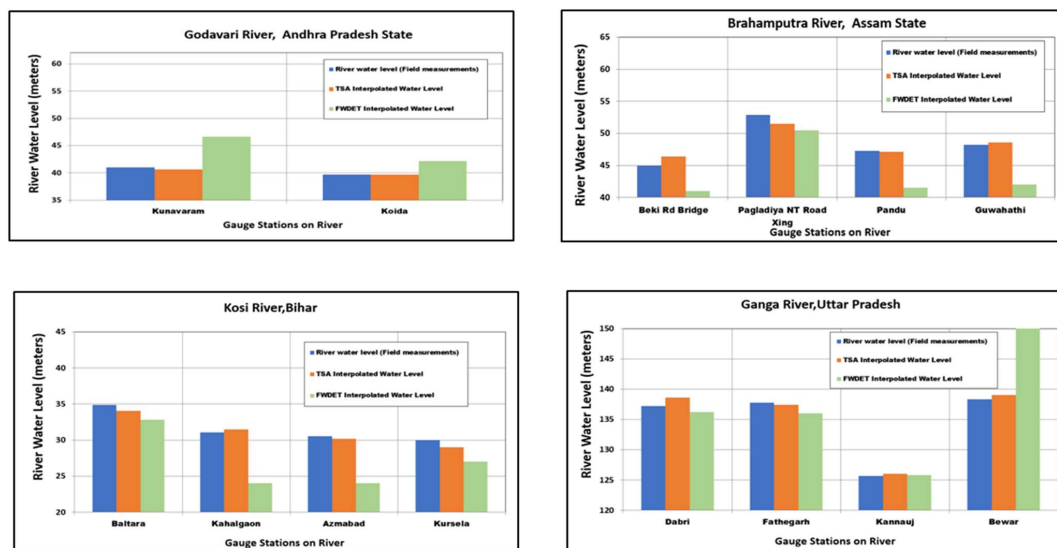 Godavari River, Andhra Pradesh State
River Water Level (meters)
60
55
50
45
40
35
River water level (Field measurements)
TSA Interpolated Water Level
FWDET Interpolated Water Level
Kunavaram
Koida
Gauge Stations on River
Brahamputra River, Assam State
River Water Level (meters)
65
60
55
50
45
40
River water level (Field measurements)
TSA Interpolated Water Level
FWDET Interpolated Water Level
Beki Rd Bridge
Pagladiya NT Road
Xing
Pandu
Guwahathi
Gauge Stations on River
Kosi River,Bihar
River Water Level (meters)
45
40
35
30
25
20
River water level (Field measurements)
TSA Interpolated Water Level
FWDET Interpolated Water Level
Baltara
Kahalgaon
Azmabad
Kursela
Gauge Stations on River
Ganga River,Uttar Pradesh
River Water Level (meters)
150
145
140
135
130
125
120
River water level (Field measurements)
TSA Interpolated Water Level
FWDET Interpolated Water Level
Dabri
Fathegarh
Kannauj
Bewar
Gauge Stations on River